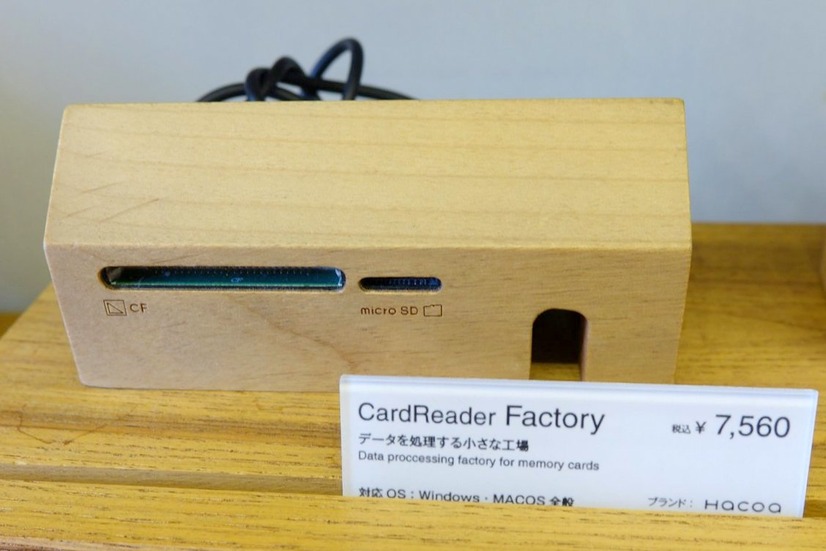 CF
micro SD
CardReader Factory
税込 ¥ 7,560
データを処理する小さな工場
Data proccessing factory for memory cards
対応 OS：Windows・MACOS 全般
ブランド： Hacoa